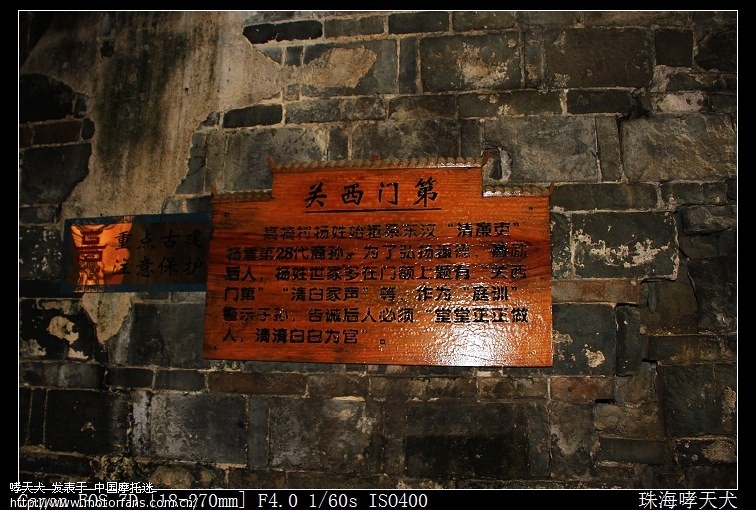 关西门第
高椅村杨姓始祖系东汉“清廉吏”
杨震第28代裔孙。为了弘扬祖德，
后人，杨姓世家多在门额上题有“关西
门第”“清白家声”等，作为“庭训”
警示子孙，告诫后人必须“堂堂正正做
人，清清白白为官”。
重点古建
注意保护
哮天犬 发表于 中国摩托迷
http://www.motorfans.com.cn/
[18-270mm] F4.0 1/60s ISO400
珠海哮天犬